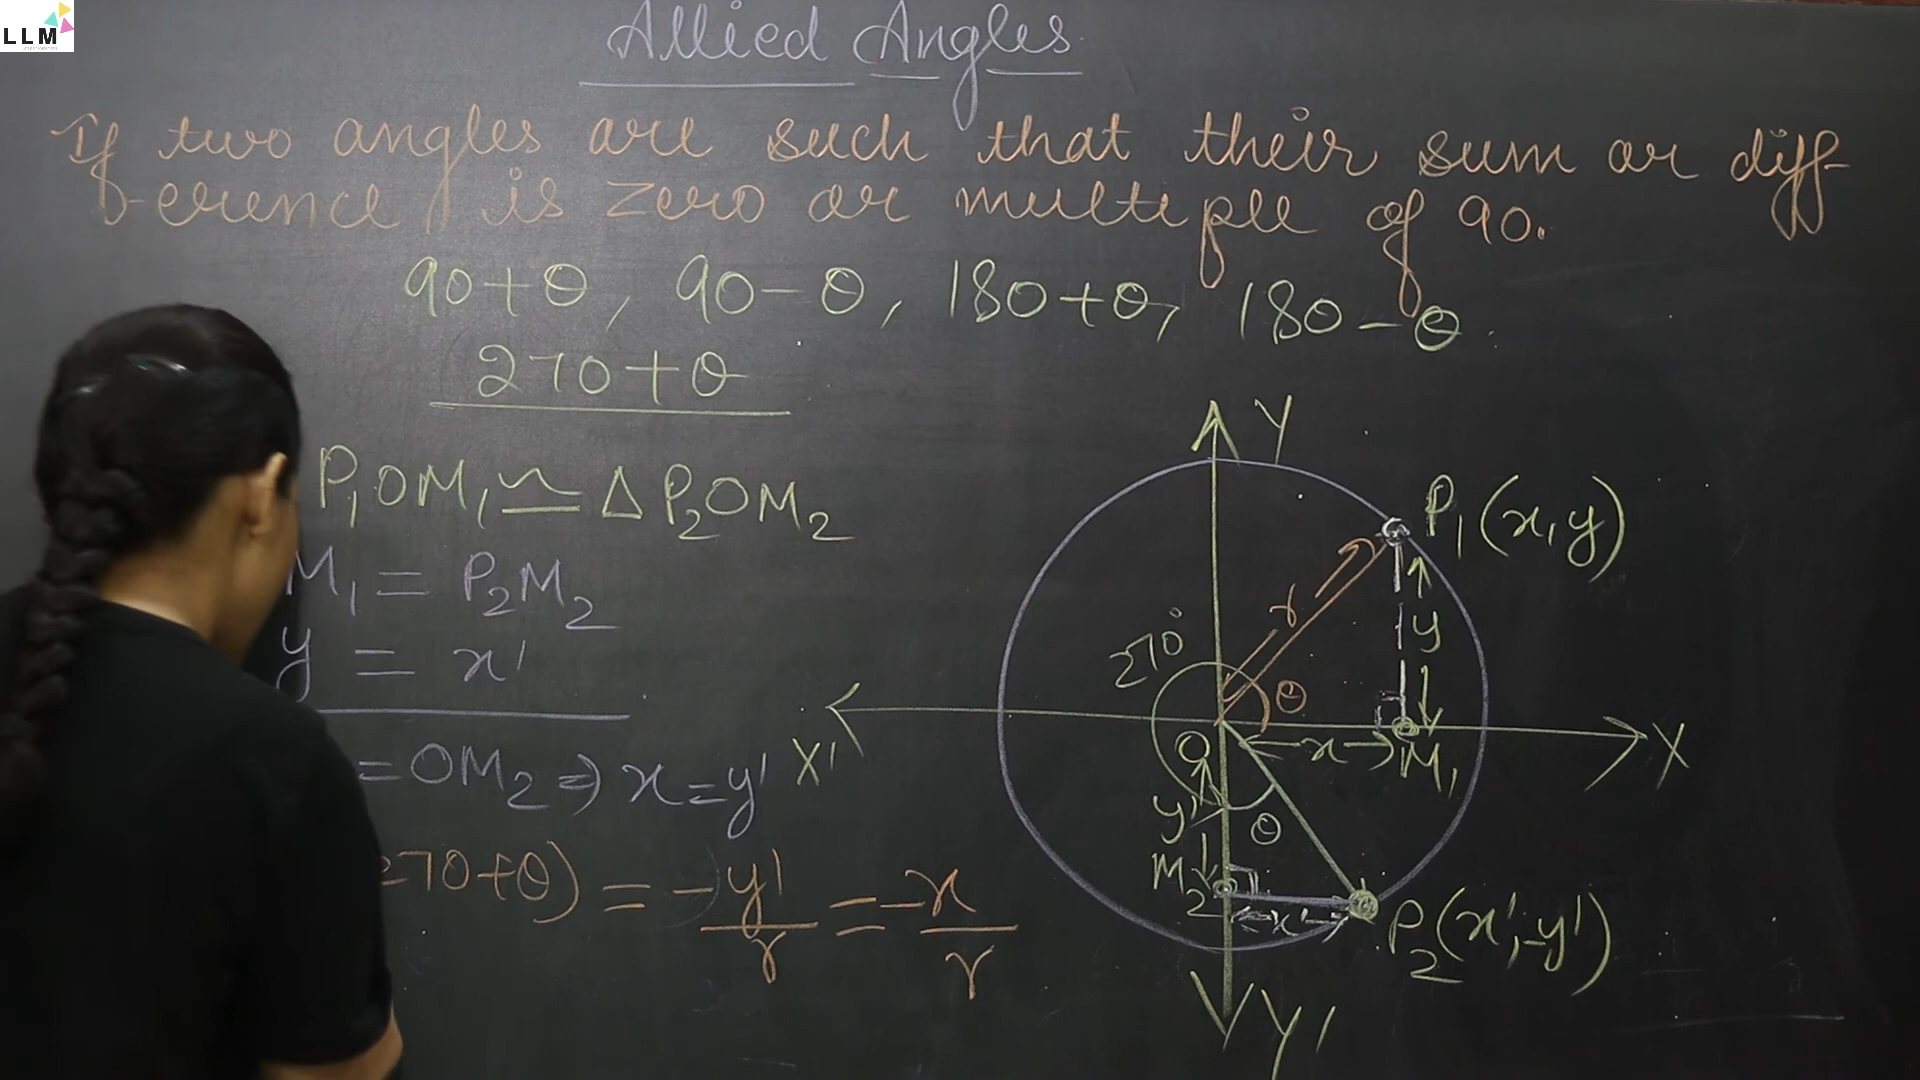 LLM
Allied Angles
If two angles are such that their sum or diff-
erence is zero or multiple of 90.
90+θ, 90-θ, 180+θ, 180-θ.
270+θ
P₁OM₁ ≅ Δ P₂OM₂
M₁ = P₂M₂
y = x'
= OM₂ ⇒ x = y'
270+θ) = -y'/r = -x/r
Y
P₁(x,y)
r
y
270°
θ
X'
O
x
M₁
X
y'
θ
M₂
x'
P₂(x',-y')
Y'